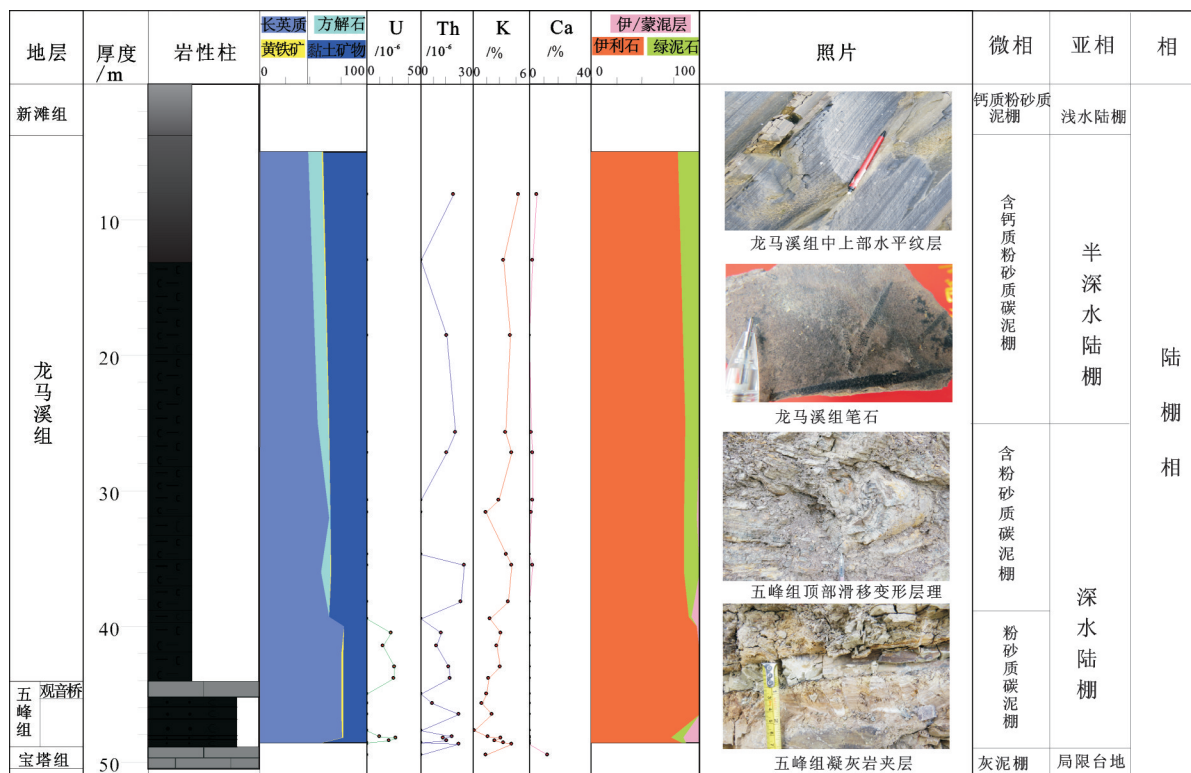 地层
厚度
/m
岩性柱
长英质
方解石
黄铁矿
黏土矿物
0
100
U
/10⁻⁶
0
50
Th
/10⁻⁶
0
30
K
/%
0
6
Ca
/%
0
40
伊/蒙混层
伊利石
绿泥石
0
100
照片
微相
亚相
相
新滩组
龙马溪组
五峰组
观音桥
宝塔组
10
20
30
40
50
龙马溪组中上部水平纹层
龙马溪组笔石
五峰组顶部滑移变形层理
五峰组凝灰岩夹层
钙质粉砂质
泥棚
含钙质粉砂质碳泥棚
含粉砂质碳泥棚
粉砂质碳泥棚
灰泥棚
浅水陆棚
半深水陆棚
深水陆棚
局限台地
陆棚相